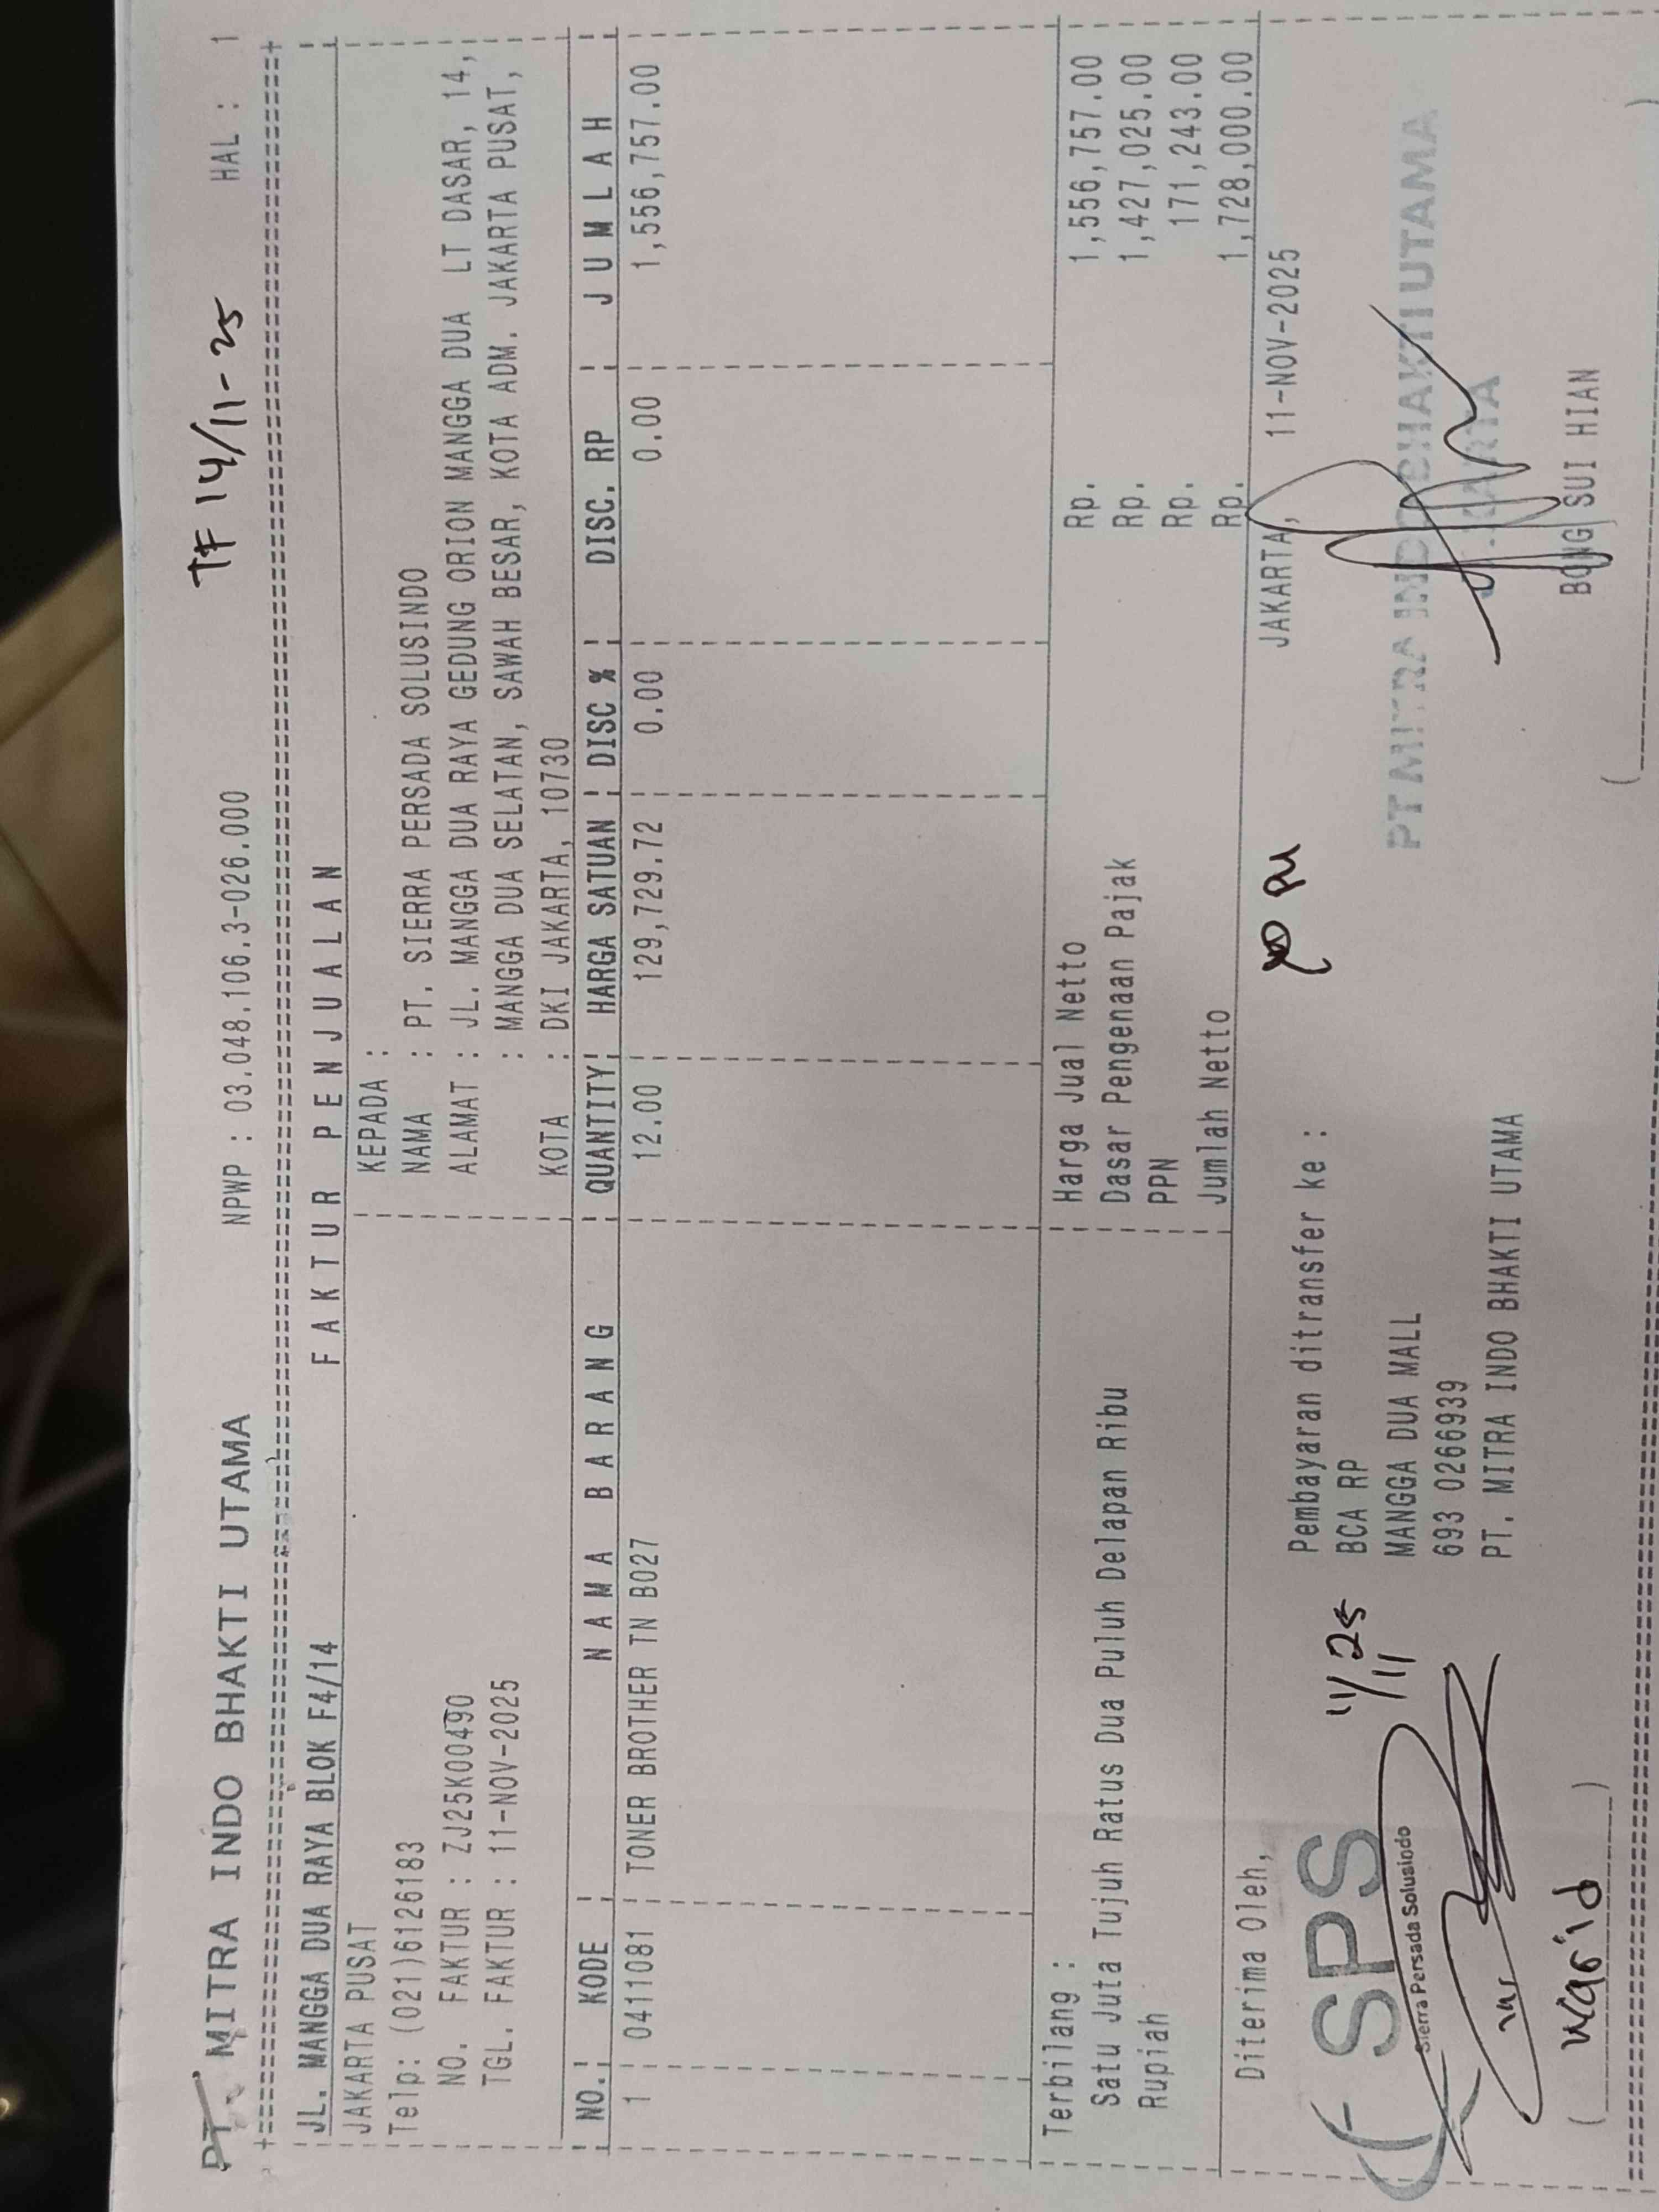 TF 14/11-25
PT. MITRA INDO BHAKTI UTAMA NPWP : 03.048.106.3-026.000 HAL : 1
JL. MANGGA DUA RAYA BLOK F4/14 F A K T U R P E N J U A L A N
JAKARTA PUSAT
Telp: (021)6126183
NO. FAKTUR : ZJ25K00490
TGL. FAKTUR : 11-NOV-2025
KEPADA :
NAMA : PT. SIERRA PERSADA SOLUSINDO
ALAMAT : JL. MANGGA DUA RAYA GEDUNG ORION MANGGA DUA LT DASAR, 14,
: MANGGA DUA SELATAN, SAWAH BESAR, KOTA ADM. JAKARTA PUSAT,
KOTA : DKI JAKARTA, 10730
NO. KODE N A M A B A R A N G QUANTITY HARGA SATUAN DISC % DISC. RP J U M L A H
1 0411081 TONER BROTHER TN B027 12.00 129,729.72 0.00 0.00 1,556,757.00
Terbilang :
Satu Juta Tujuh Ratus Dua Puluh Delapan Ribu
Rupiah
Harga Jual Netto Rp. 1,556,757.00
Dasar Pengenaan Pajak Rp. 1,427,025.00
PPN Rp. 171,243.00
Jumlah Netto Rp. 1,728,000.00
Diterima Oleh,
SPS
Sierra Persada Solusindo
11/11 25
Warid
Pembayaran ditransfer ke :
BCA RP
MANGGA DUA MALL
693 0266939
PT. MITRA INDO BHAKTI UTAMA
JAKARTA, 11-NOV-2025
PT MITRA INDO BHAKTI UTAMA
JAKARTA
BONG SUI HIAN